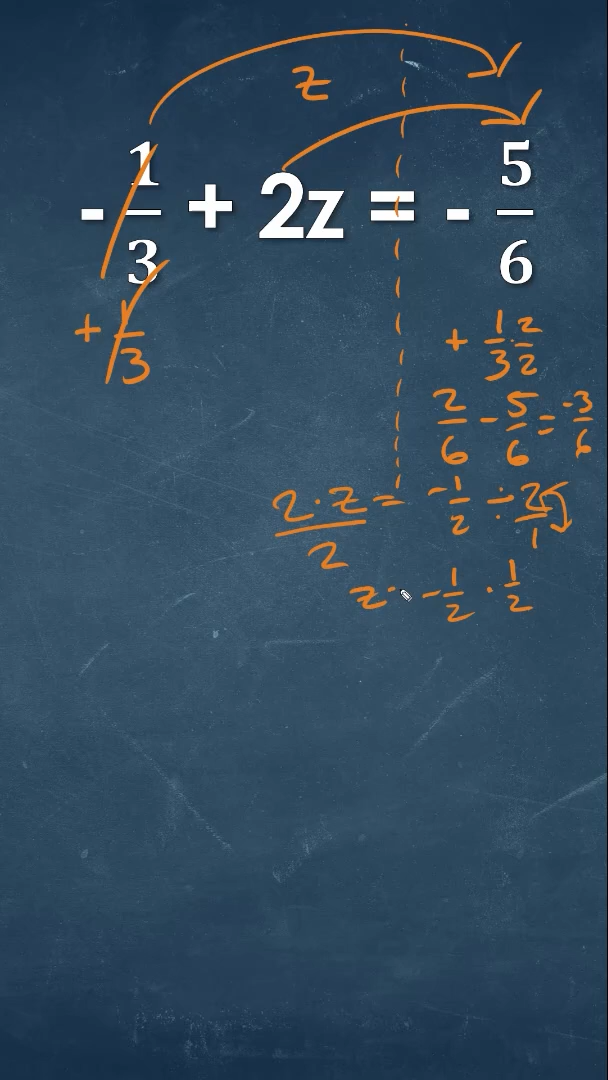 z
- 1/3 + 2z = - 5/6
+ 1/3 + 1/3 · 2/2
2/6 - 5/6 = -3/6
2·z/2 = -1/2 ÷ 2/1
z = -1/2 · 1/2